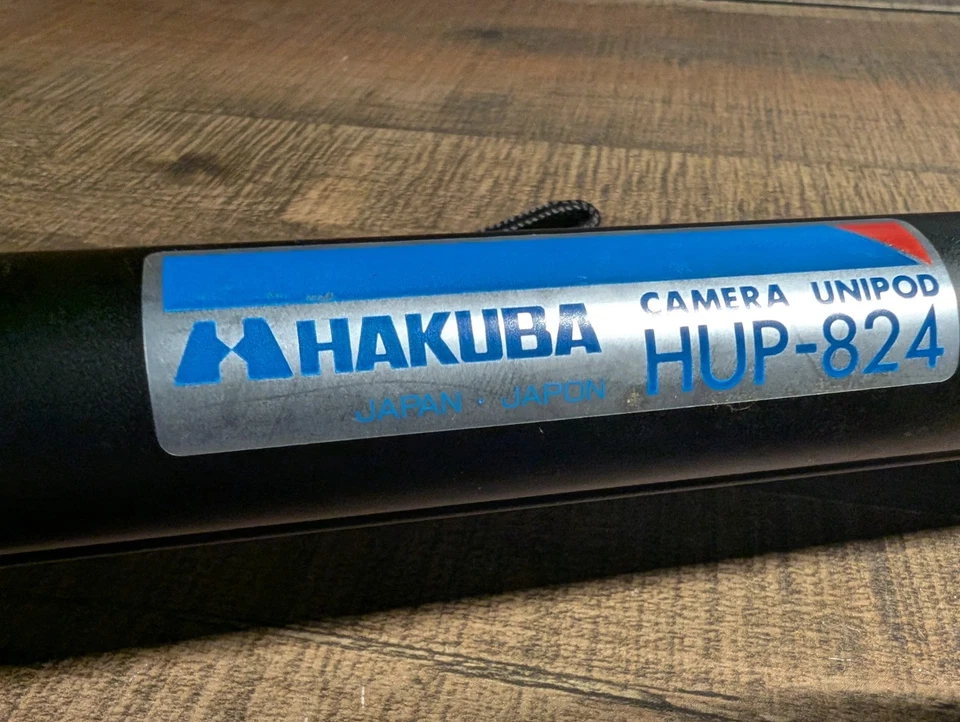 HAKUBA
JAPAN · JAPON
CAMERA UNIPOD
HUP-824